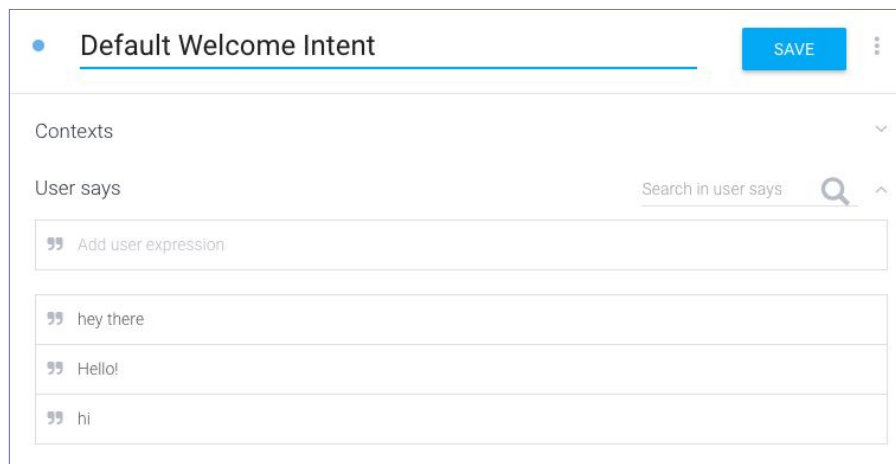 Default Welcome Intent
SAVE
Contexts
User says
Search in user says
Add user expression
hey there
Hello!
hi